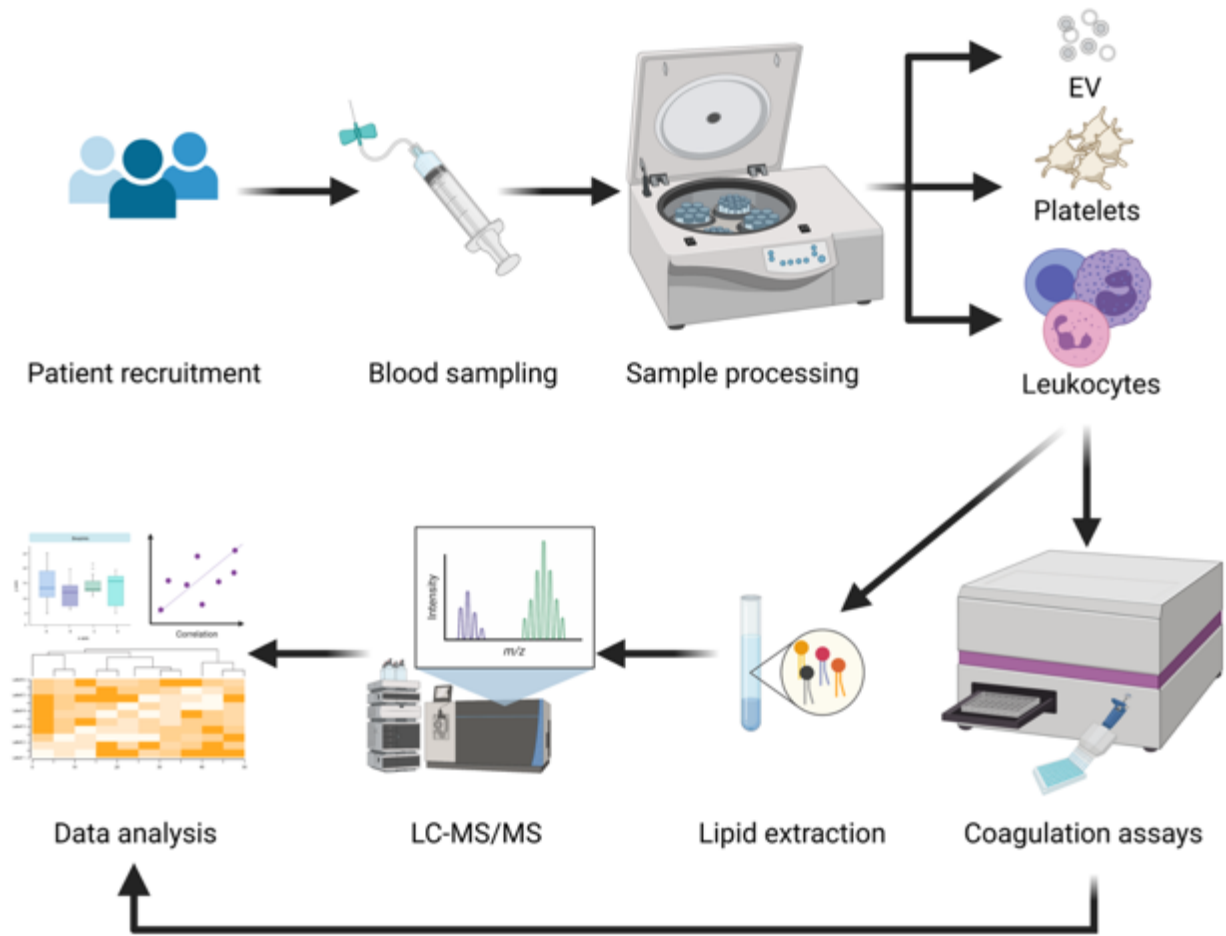 EV
Platelets
Patient recruitment
Blood sampling
Sample processing
Leukocytes
Intensity
m/z
Correlation
Data analysis
LC-MS/MS
Lipid extraction
Coagulation assays